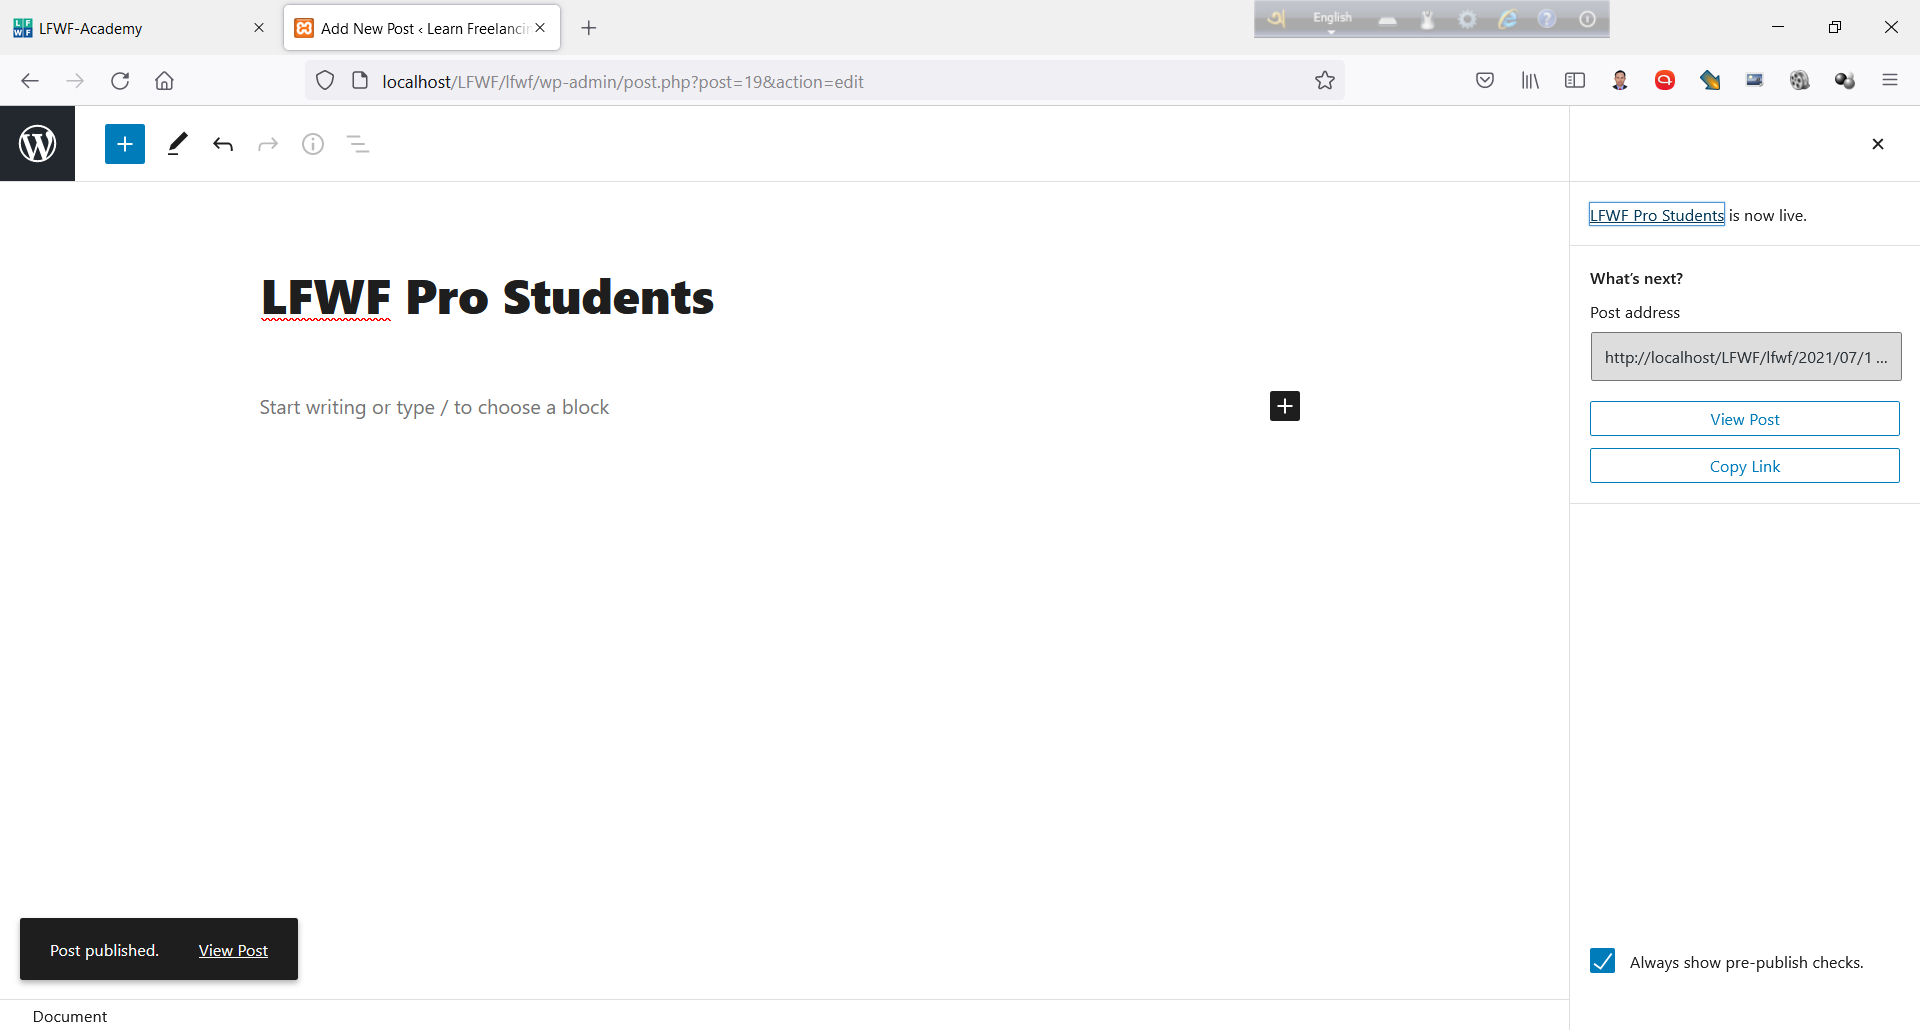 LFWF-Academy
Add New Post ‹ Learn Freelancin
English
localhost/LFWF/lfwf/wp-admin/post.php?post=19&action=edit
LFWF Pro Students is now live.
LFWF Pro Students
What's next?
Post address
http://localhost/LFWF/lfwf/2021/07/1 ...
Start writing or type / to choose a block
View Post
Copy Link
Post published. View Post
Always show pre-publish checks.
Document